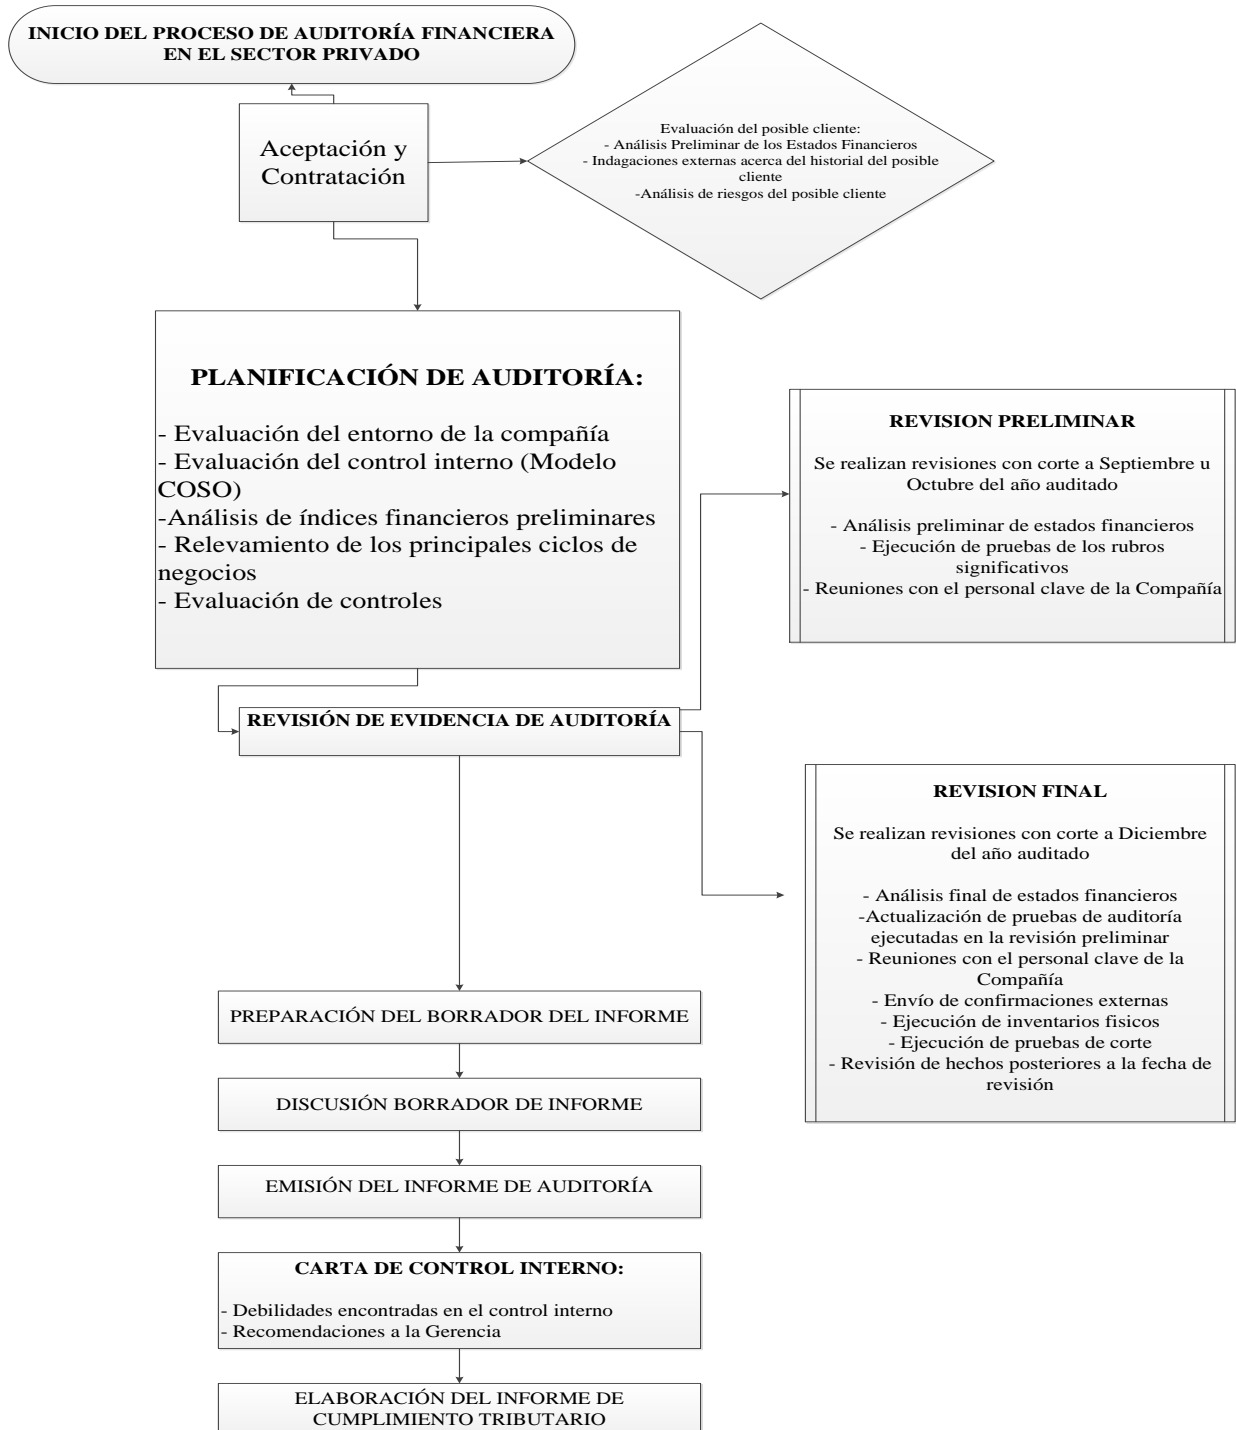 INICIO DEL PROCESO DE AUDITORÍA FINANCIERA
EN EL SECTOR PRIVADO
Aceptación y
Contratación
Evaluación del posible cliente:
- Análisis Preliminar de los Estados Financieros
- Indagaciones externas acerca del historial del posible
cliente
-Análisis de riesgos del posible cliente
PLANIFICACIÓN DE AUDITORÍA:
- Evaluación del entorno de la compañía
- Evaluación del control interno (Modelo
COSO)
-Análisis de índices financieros preliminares
- Relevamiento de los principales ciclos de
negocios
- Evaluación de controles
REVISION PRELIMINAR
Se realizan revisiones con corte a Septiembre u
Octubre del año auditado
- Análisis preliminar de estados financieros
- Ejecución de pruebas de los rubros
significativos
- Reuniones con el personal clave de la Compañía
REVISIÓN DE EVIDENCIA DE AUDITORÍA
REVISION FINAL
Se realizan revisiones con corte a Diciembre
del año auditado
- Análisis final de estados financieros
-Actualización de pruebas de auditoría
ejecutadas en la revisión preliminar
- Reuniones con el personal clave de la
Compañía
- Envío de confirmaciones externas
- Ejecución de inventarios fisicos
- Ejecución de pruebas de corte
- Revisión de hechos posteriores a la fecha de
revisión
PREPARACIÓN DEL BORRADOR DEL INFORME
DISCUSIÓN BORRADOR DE INFORME
EMISIÓN DEL INFORME DE AUDITORÍA
CARTA DE CONTROL INTERNO:
- Debilidades encontradas en el control interno
- Recomendaciones a la Gerencia
ELABORACIÓN DEL INFORME DE
CUMPLIMIENTO TRIBUTARIO